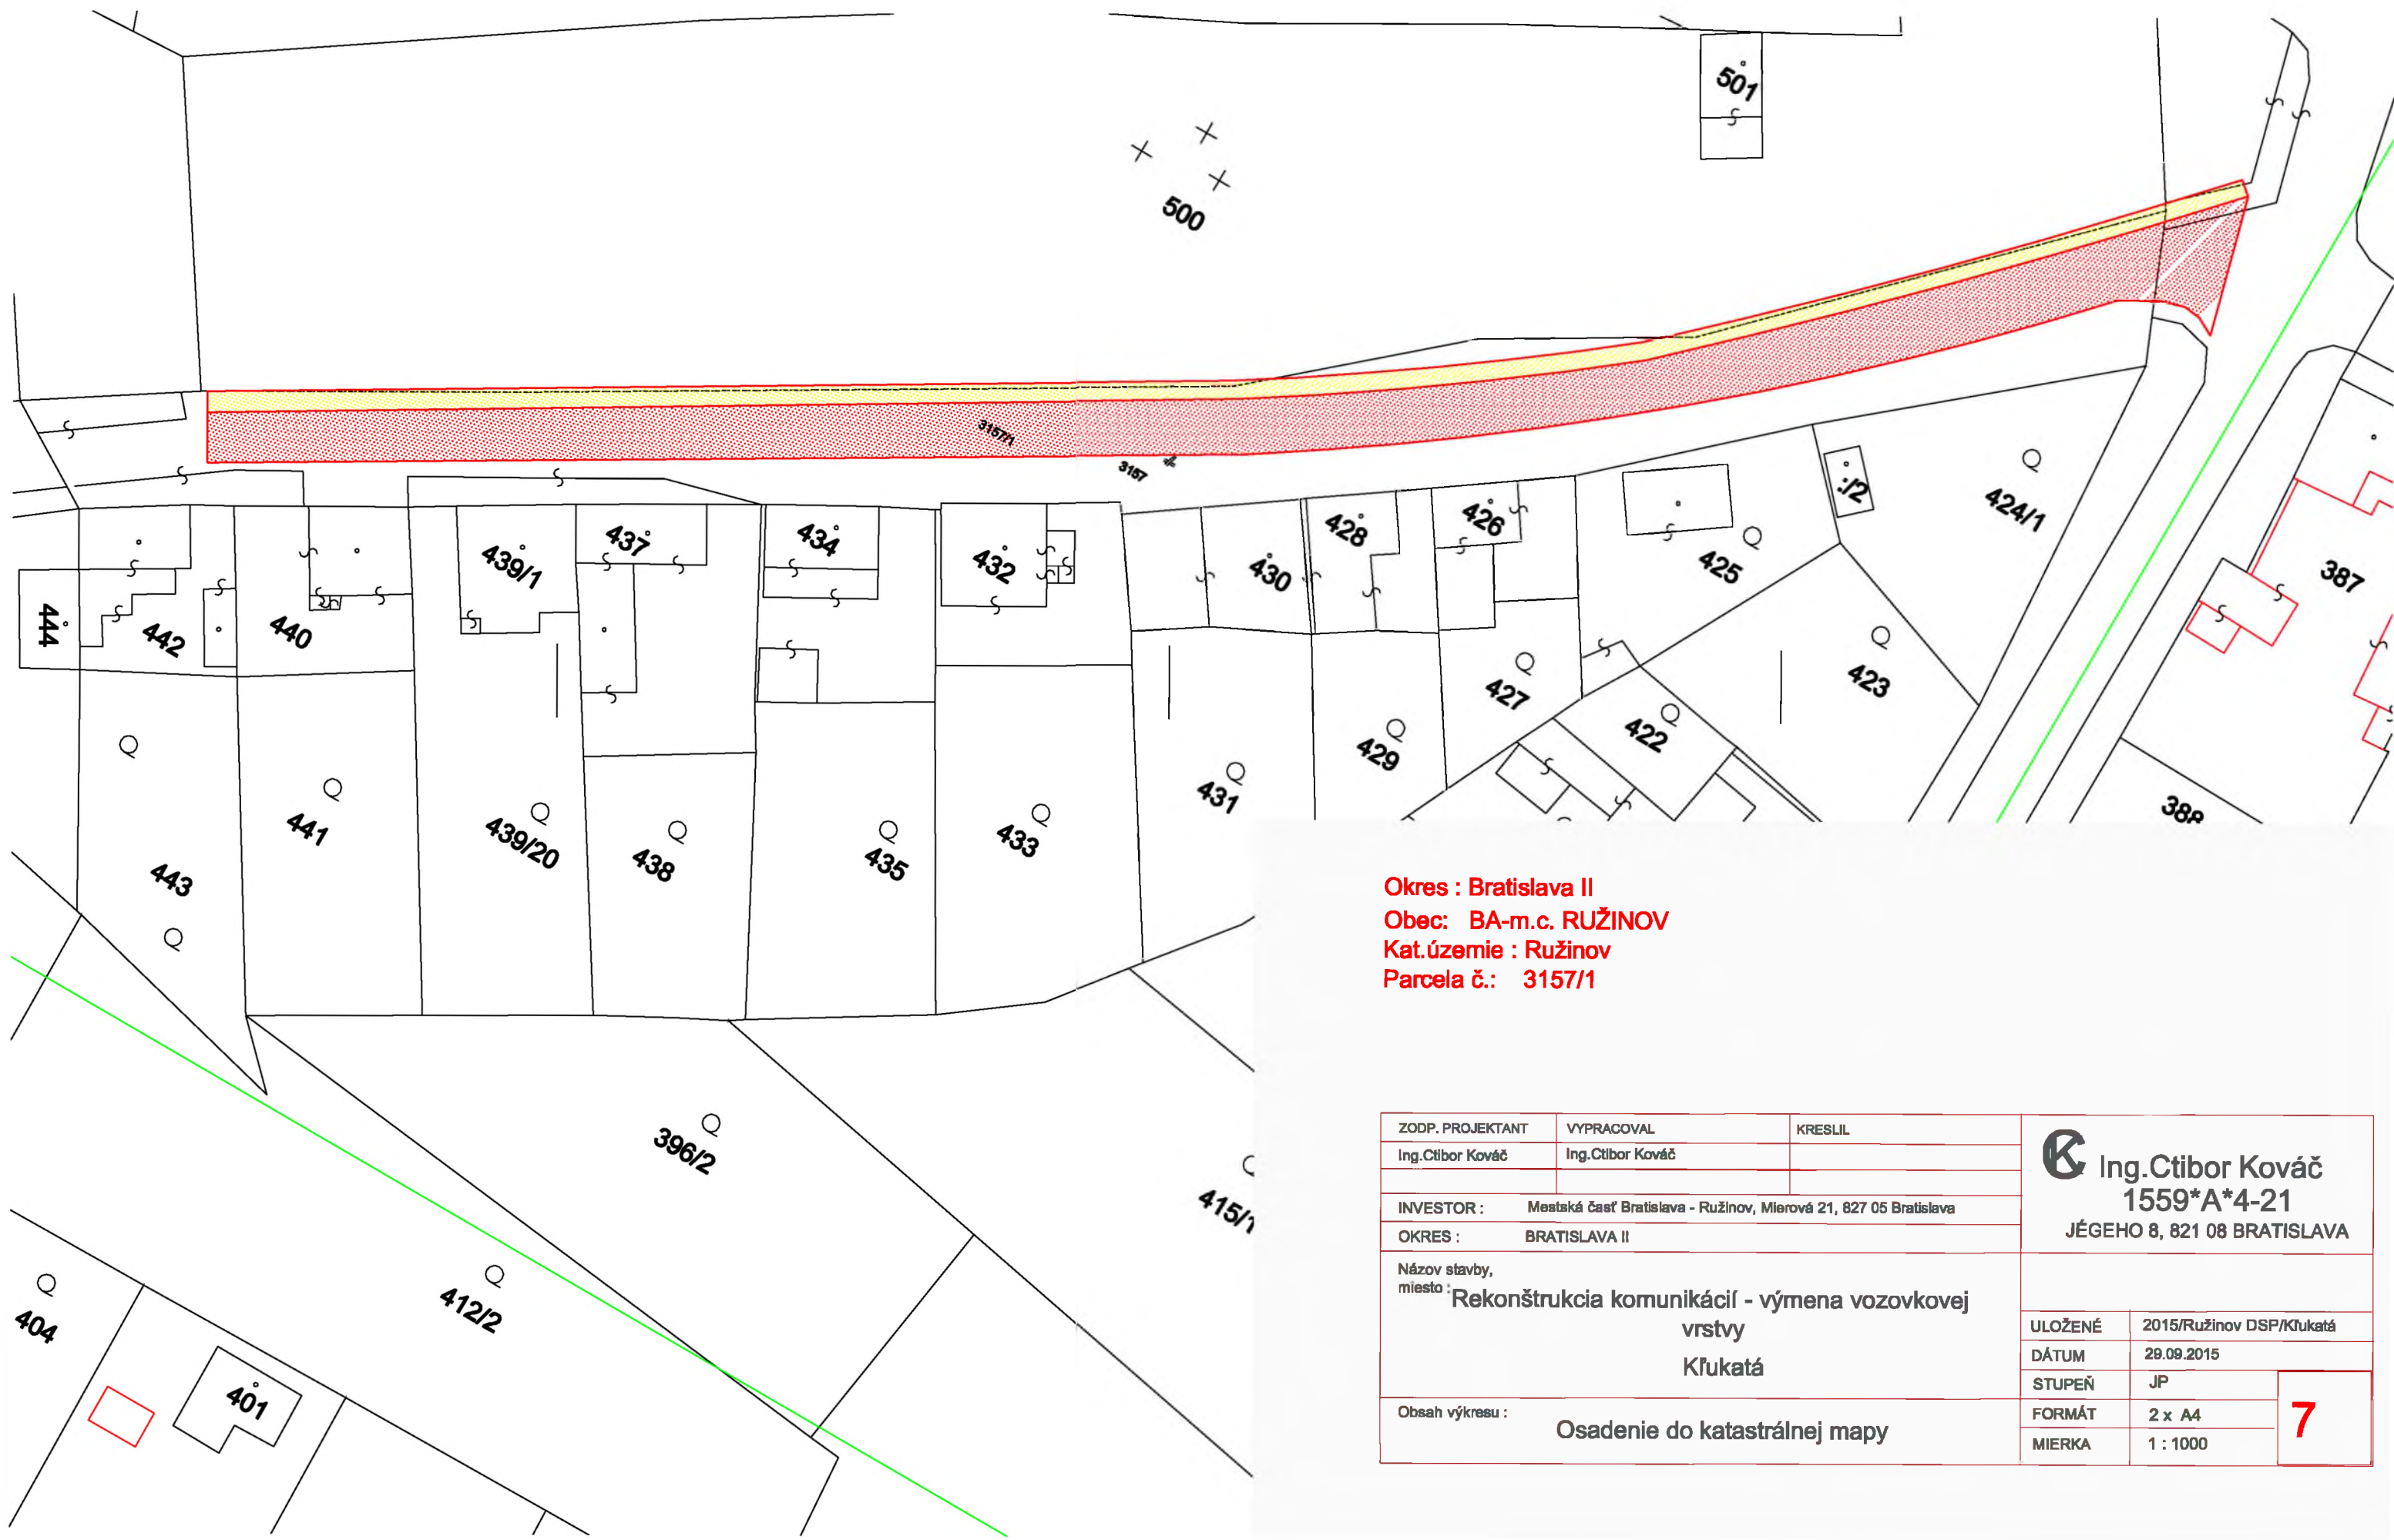 501
500
3157/1
3157
444
442
440
439/1
437
434
432
430
428
426
425
:/2
424/1
387
427
422
423
429
431
388
443
441
439/20
438
435
433
396/2
415/1
412/2
404
401
Okres : Bratislava II
Obec: BA-m.c. RUŽINOV
Kat.územie : Ružinov
Parcela č.: 3157/1
ZODP. PROJEKTANT VYPRACOVAL KRESLIL
Ing.Ctibor Kováč Ing.Ctibor Kováč
INVESTOR : Mestská časť Bratislava - Ružinov, Mierová 21, 827 05 Bratislava
OKRES : BRATISLAVA II
Názov stavby,
miesto : Rekonštrukcia komunikácií - výmena vozovkovej
vrstvy
Kľukatá
Obsah výkresu : Osadenie do katastrálnej mapy
CK Ing.Ctibor Kováč
1559*A*4-21
JÉGEHO 8, 821 08 BRATISLAVA
ULOŽENÉ 2015/Ružinov DSP/Kľukatá
DÁTUM 29.09.2015
STUPEŇ JP
FORMÁT 2 x A4
MIERKA 1 : 1000
7